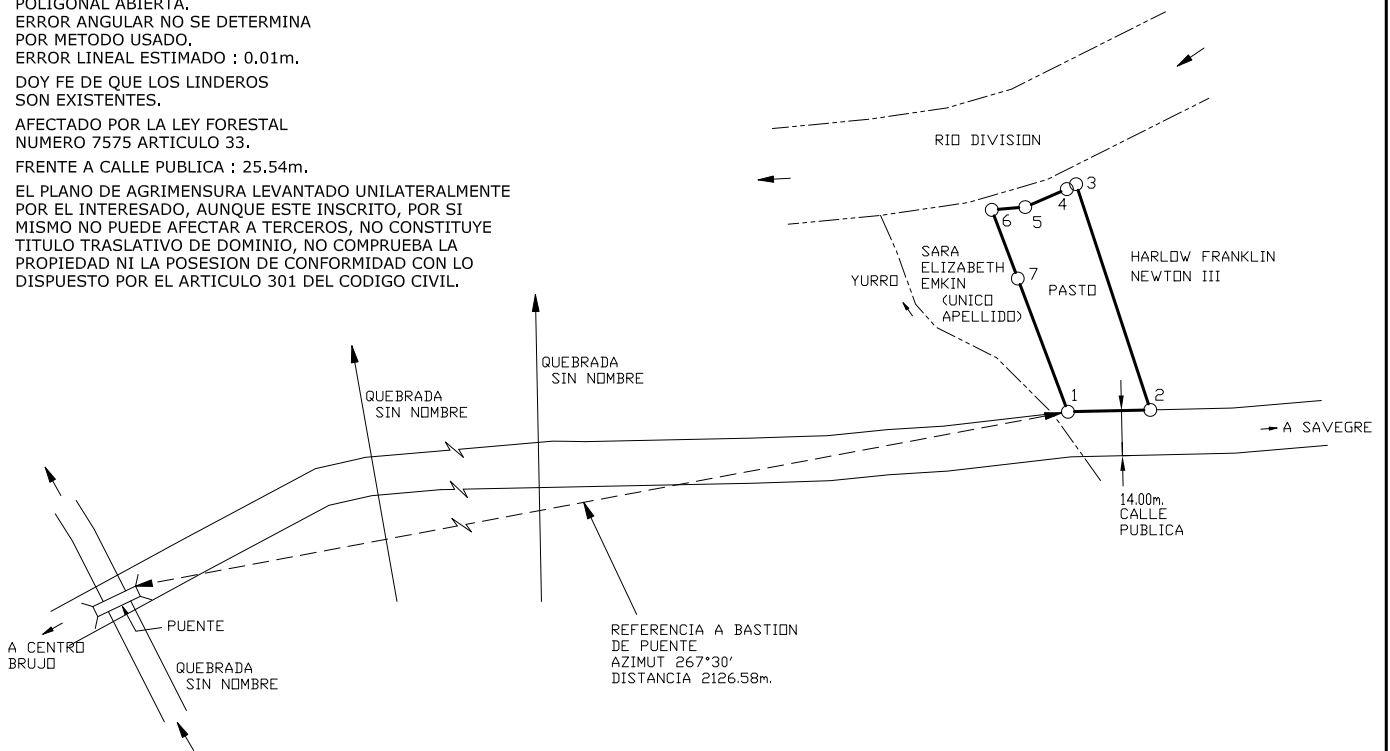 POLIGONAL ABIERTA.
ERROR ANGULAR NO SE DETERMINA
POR METODO USADO.
ERROR LINEAL ESTIMADO : 0.01m.
DOY FE DE QUE LOS LINDEROS
SON EXISTENTES.
AFECTADO POR LA LEY FORESTAL
NUMERO 7575 ARTICULO 33.
FRENTE A CALLE PUBLICA : 25.54m.
EL PLANO DE AGRIMENSURA LEVANTADO UNILATERALMENTE
POR EL INTERESADO, AUNQUE ESTE INSCRITO, POR SI
MISMO NO PUEDE AFECTAR A TERCEROS, NO CONSTITUYE
TITULO TRASLATIVO DE DOMINIO, NO COMPRUEBA LA
PROPIEDAD NI LA POSESION DE CONFORMIDAD CON LO
DISPUESTO POR EL ARTICULO 301 DEL CODIGO CIVIL.
RIO DIVISION
3
4
5
6
7
SARA
ELIZABETH
EMKIN
(UNICO
APELLIDO)
YURRO
PASTO
HARLOW FRANKLIN
NEWTON III
1
2
A SAVEGRE
14.00m.
CALLE
PUBLICA
QUEBRADA
SIN NOMBRE
QUEBRADA
SIN NOMBRE
REFERENCIA A BASTION
DE PUENTE
AZIMUT 267°30'
DISTANCIA 2126.58m.
PUENTE
A CENTRO
BRUJO
QUEBRADA
SIN NOMBRE